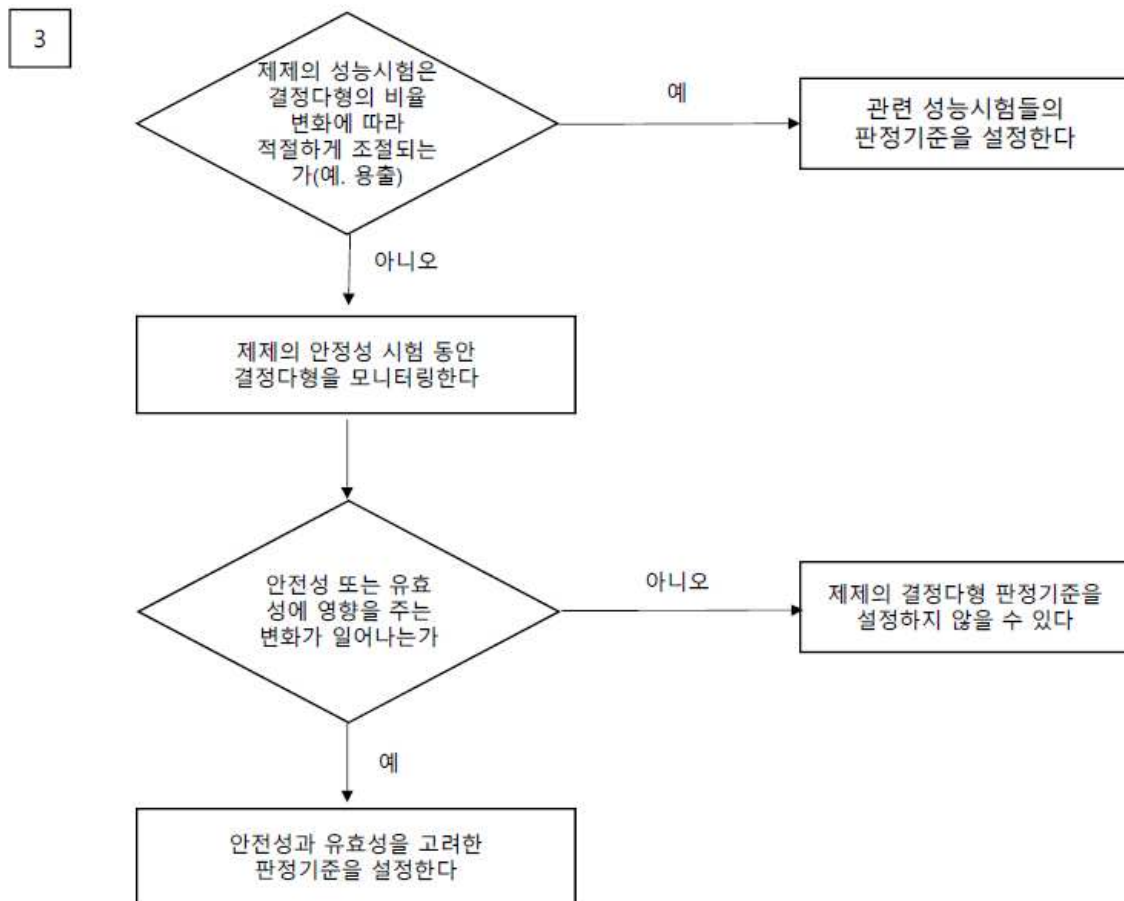 3
제제의 성능시험은
결정다형의 비율
변화에 따라
적절하게 조절되는
가(예. 용출)
예
관련 성능시험들의
판정기준을 설정한다
아니오
제제의 안정성 시험 동안
결정다형을 모니터링한다
안전성 또는 유효
성에 영향을 주는
변화가 일어나는가
아니오
제제의 결정다형 판정기준을
설정하지 않을 수 있다
예
안전성과 유효성을 고려한
판정기준을 설정한다